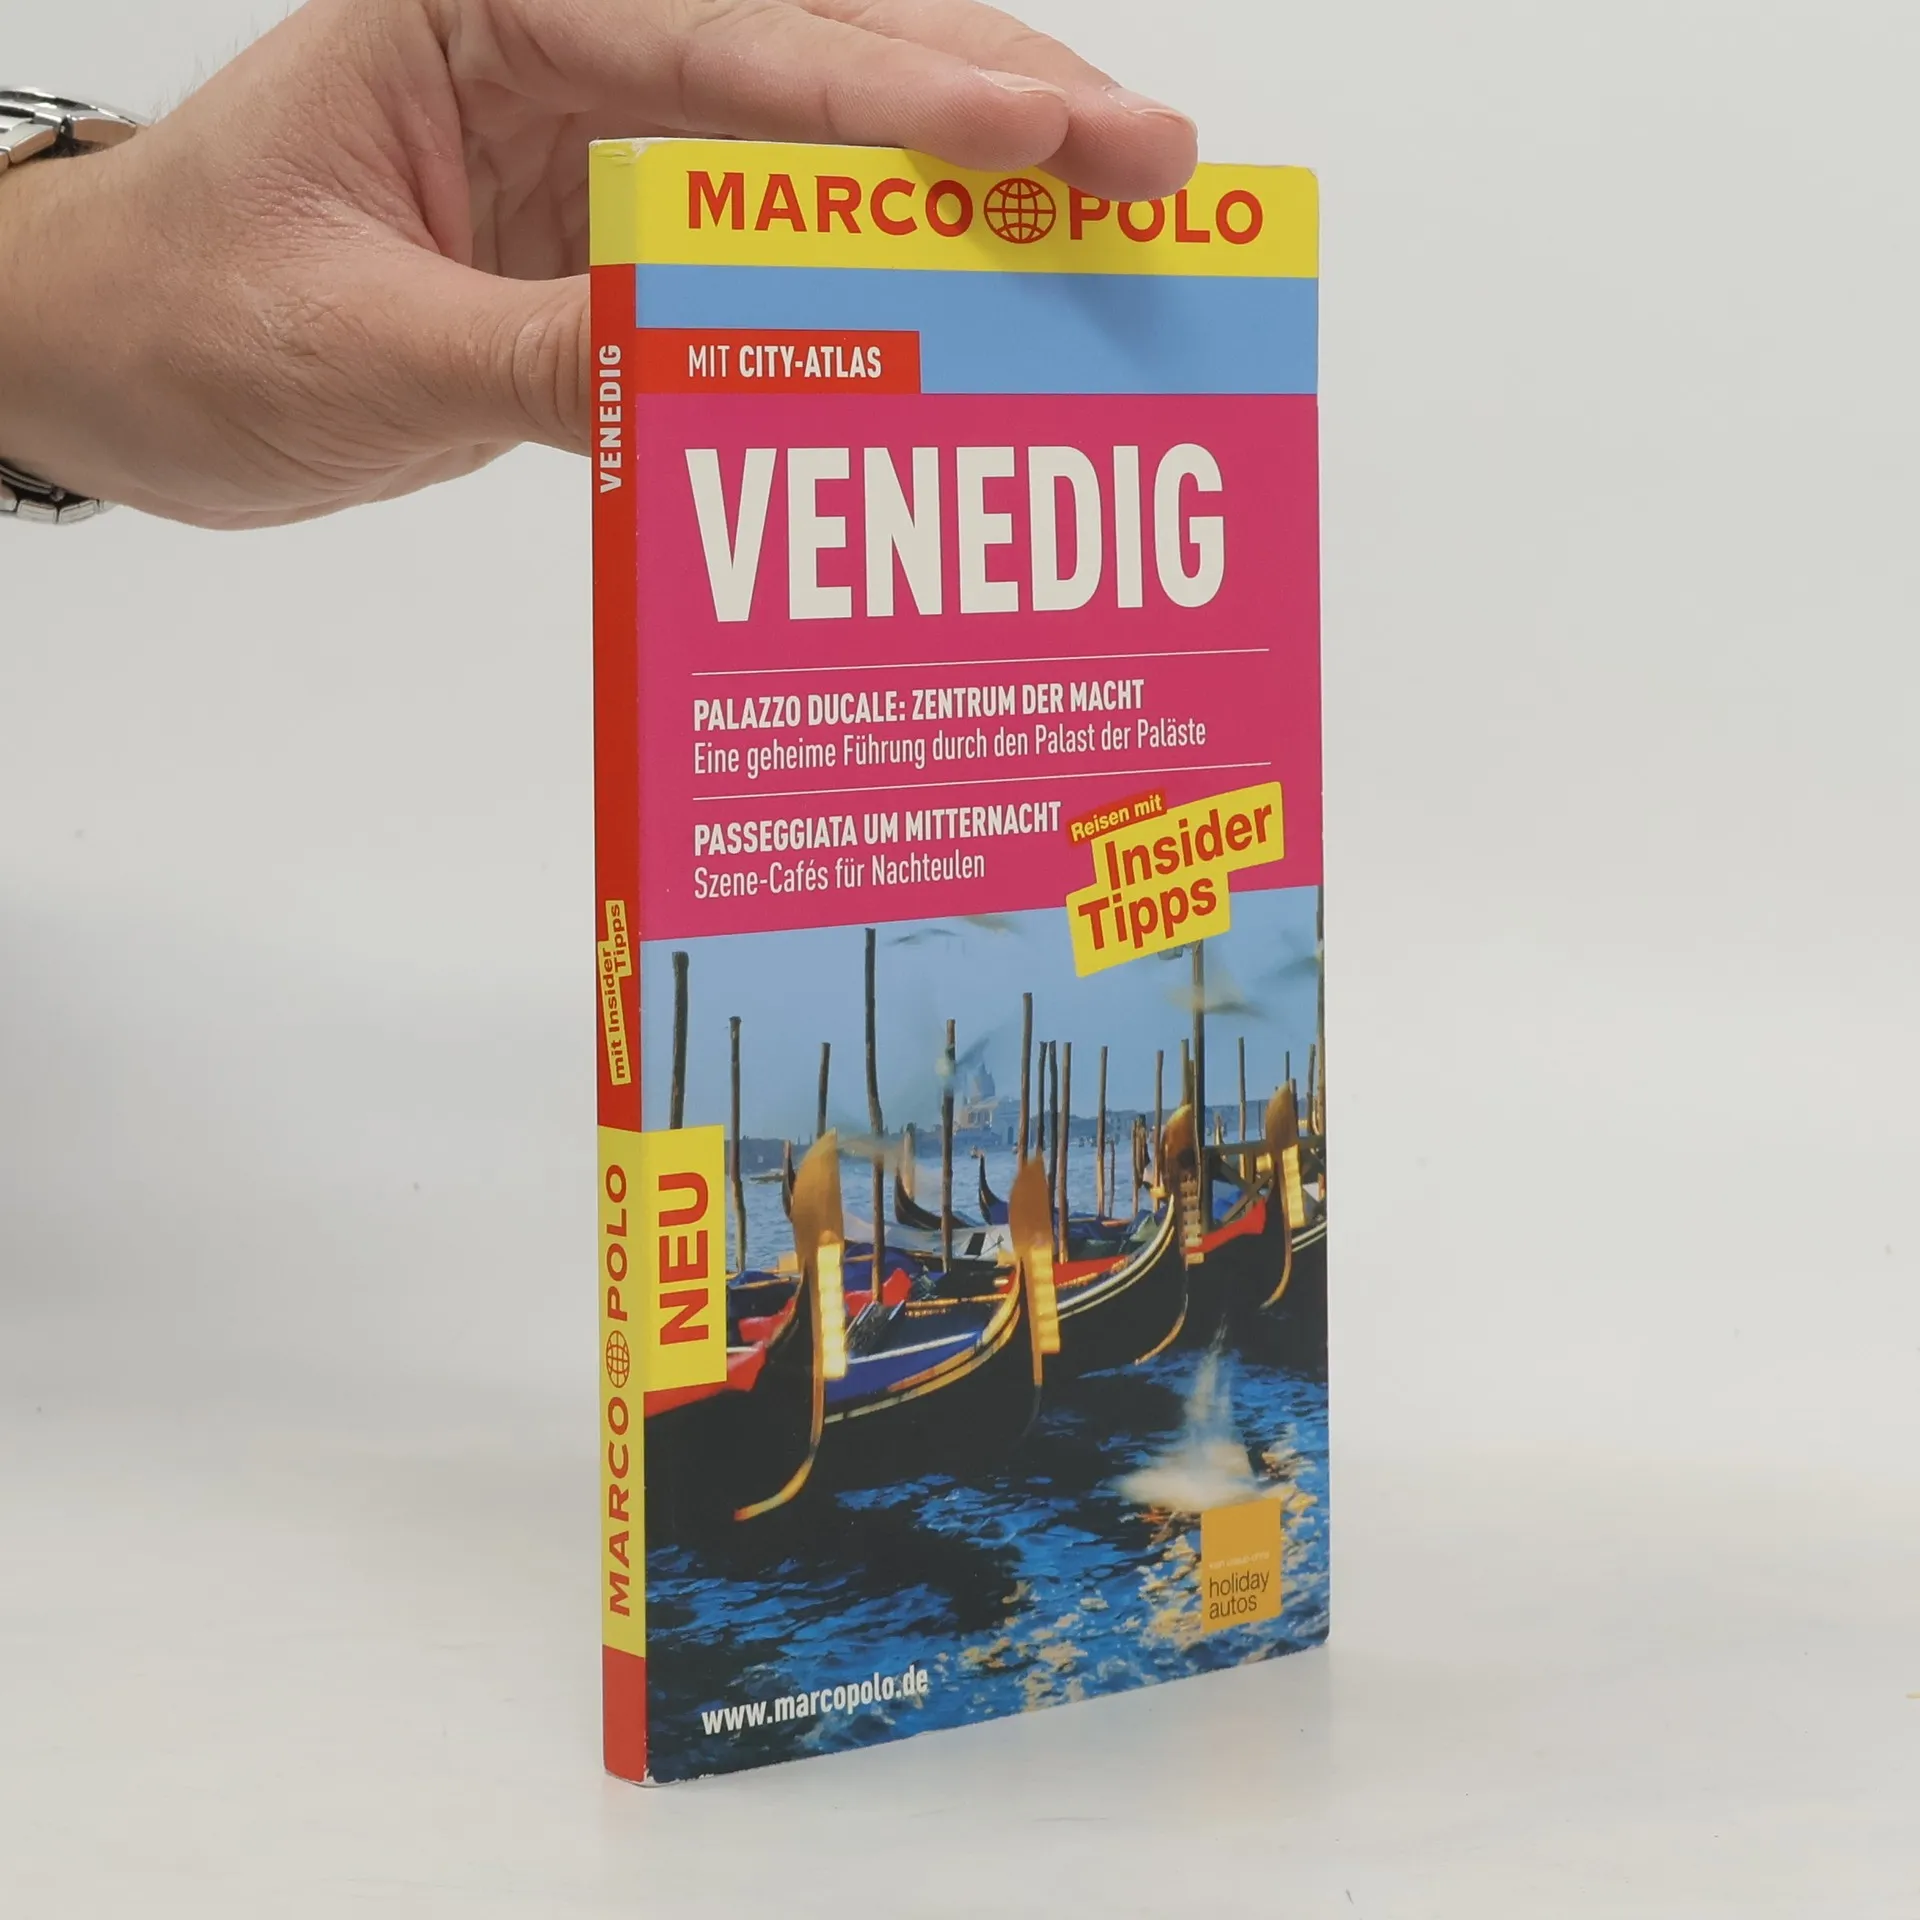 MARCO POLO
MIT CITY-ATLAS
VENEDIG
PALAZZO DUCALE: ZENTRUM DER MACHT
Eine geheime Führung durch den Palast der Paläste
PASSEGGIATA UM MITTERNACHT
Szene-Cafés für Nachteulen
Reisen mit
Insider
Tipps
NEU
holiday
autos
www.marcopolo.de
VENEDIG
mit Insider
Tipps
MARCO POLO